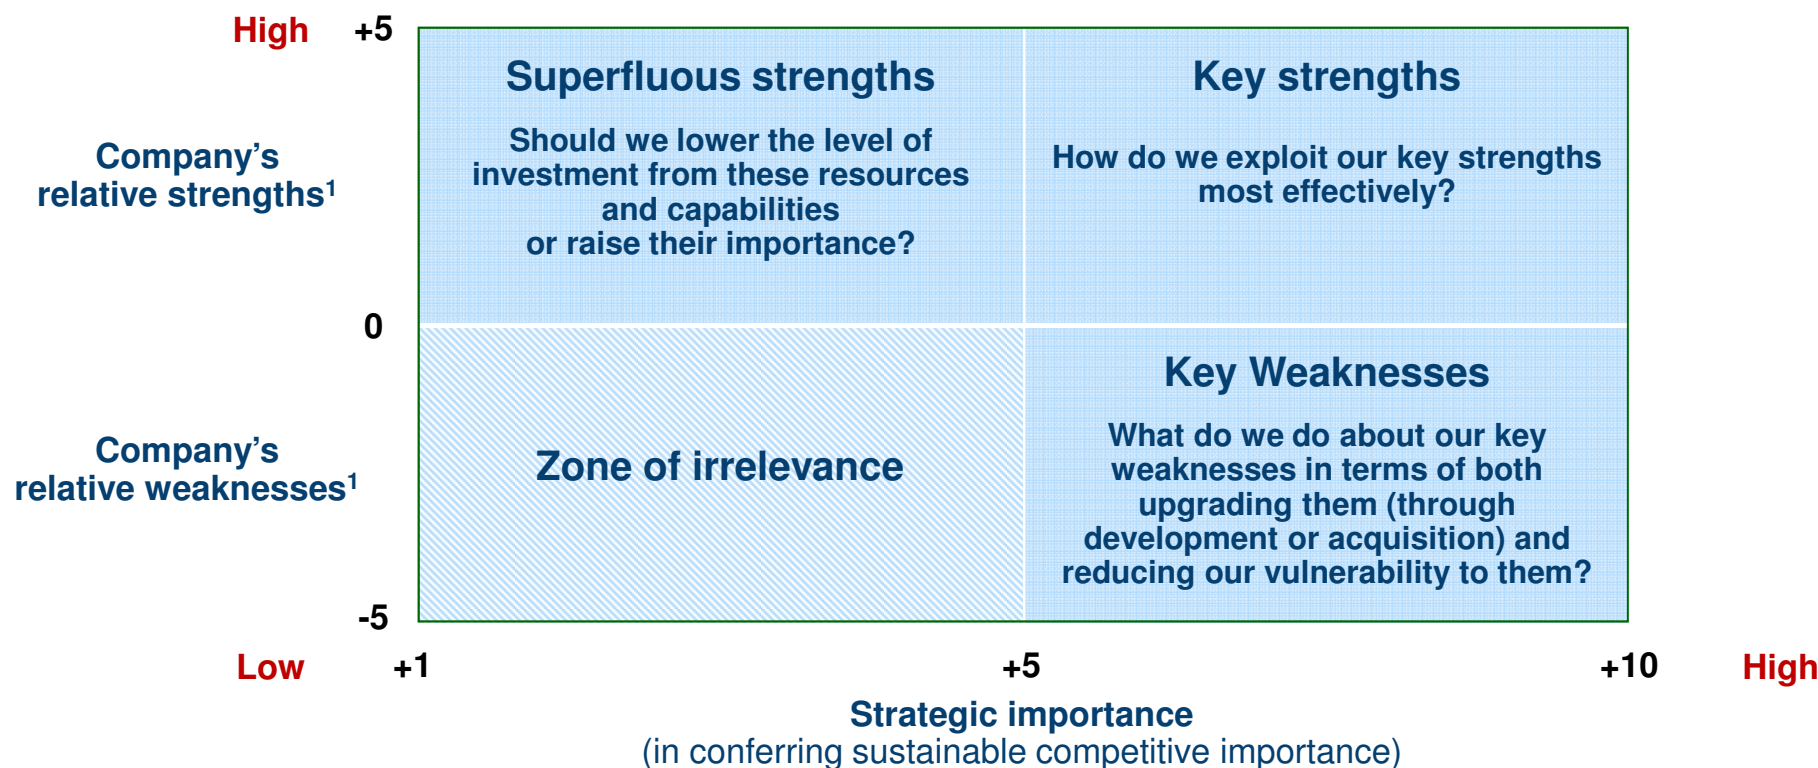 High
+5
Superfluous strengths
Key strengths
Should we lower the level of
investment from these resources
and capabilities
or raise their importance?
How do we exploit our key strengths
most effectively?
Company’s
relative strengths¹
0
Key Weaknesses
Zone of irrelevance
What do we do about our key
weaknesses in terms of both
upgrading them (through
development or acquisition) and
reducing our vulnerability to them?
Company’s
relative weaknesses¹
-5
Low
+1
+5
+10
High
Strategic importance
(in conferring sustainable competitive importance)